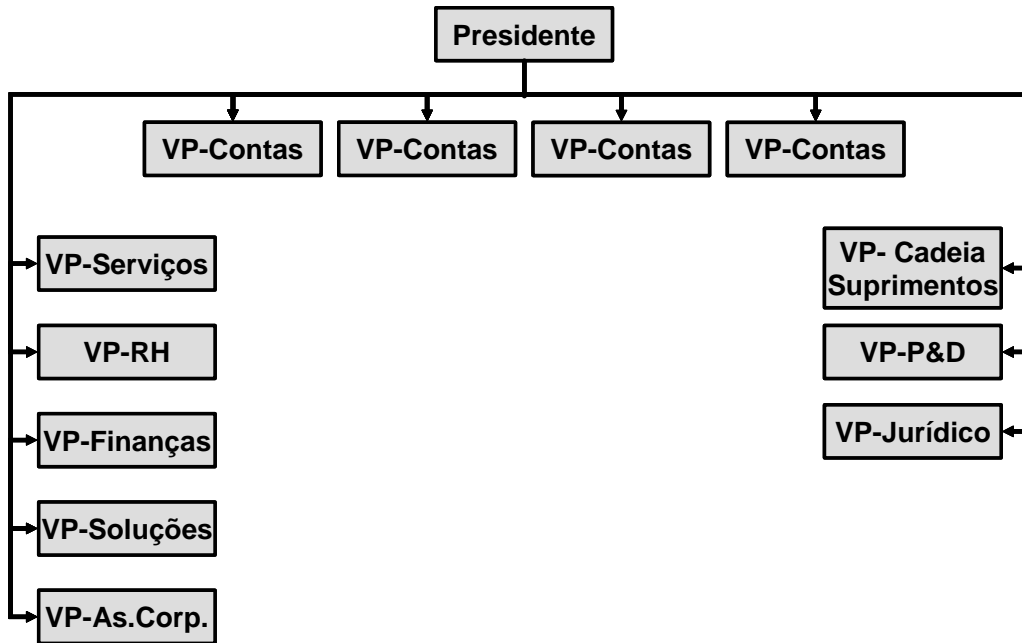 Presidente
VP-Contas
VP-Contas
VP-Contas
VP-Contas
VP-Serviços
VP-RH
VP-Finanças
VP-Soluções
VP-As.Corp.
VP- Cadeia
Suprimentos
VP-P&D
VP-Jurídico